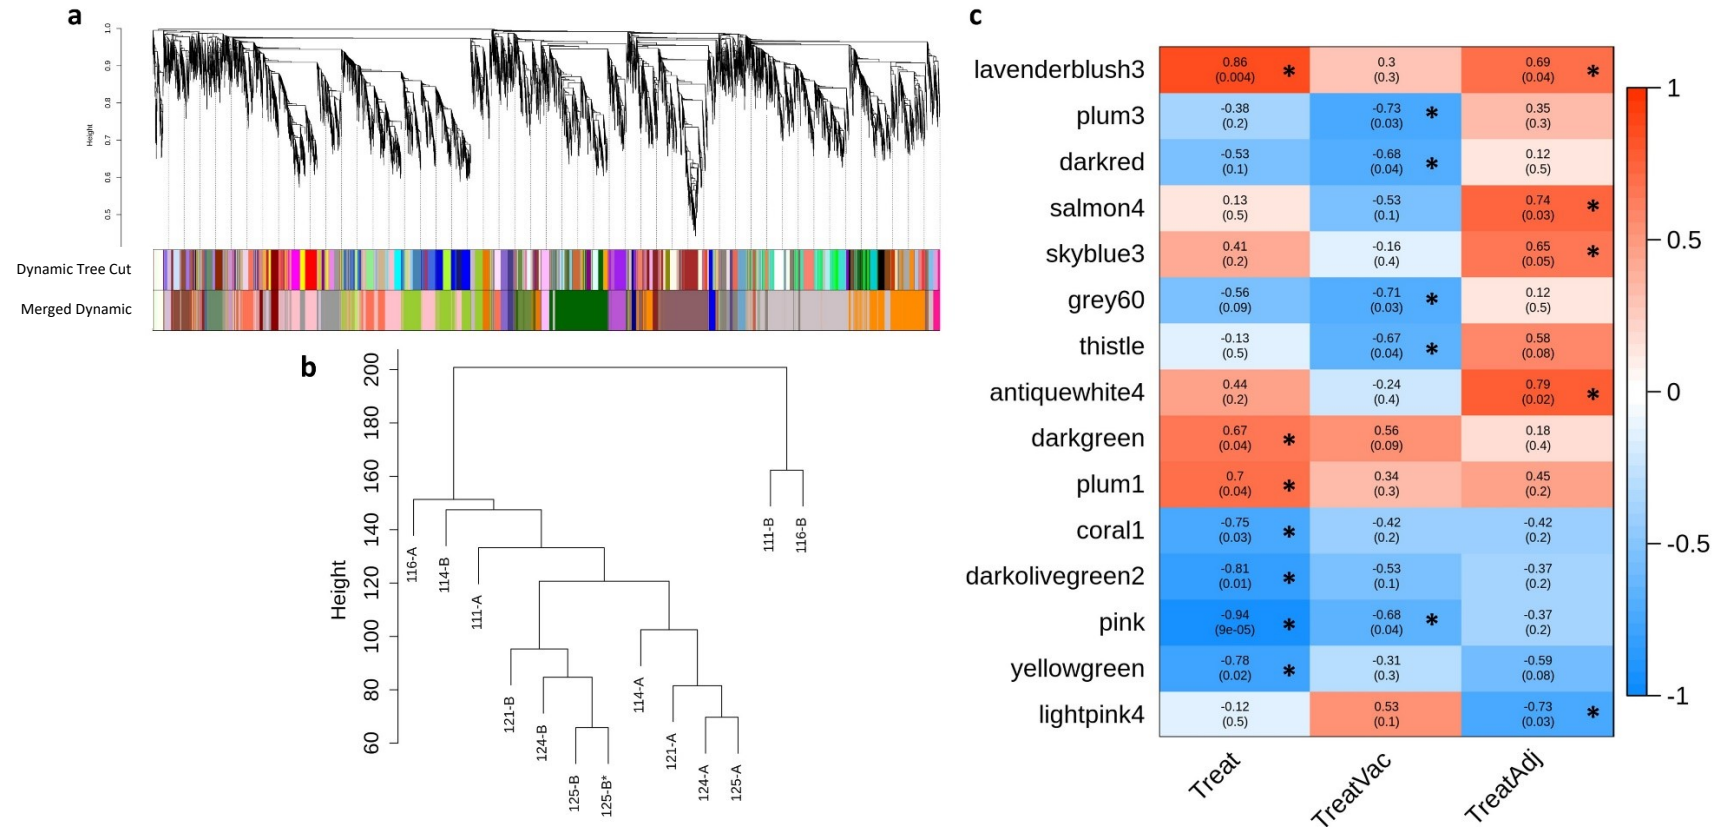 a
Height
1.0
0.9
0.8
0.7
0.6
0.5
Dynamic Tree Cut
Merged Dynamic
b
Height
200
180
160
140
120
100
80
60
116-A
114-B
111-A
121-B
124-B
125-B
125-B*
114-A
121-A
124-A
125-A
111-B
116-B
c
lavenderblush3
0.86 0.3 0.69
(0.004) * (0.3) (0.04) *
plum3
-0.38 -0.73 0.35
(0.2) (0.03) * (0.3)
darkred
-0.53 -0.68 0.12
(0.1) (0.04) * (0.5)
salmon4
0.13 -0.53 0.74
(0.5) (0.1) (0.03) *
skyblue3
0.41 -0.16 0.65
(0.2) (0.4) (0.05) *
grey60
-0.56 -0.71 0.12
(0.09) (0.03) * (0.5)
thistle
-0.13 -0.67 0.58
(0.5) (0.04) * (0.08)
antiquewhite4
0.44 -0.24 0.79
(0.2) (0.4) (0.02) *
darkgreen
0.67 0.56 0.18
(0.04) * (0.09) (0.4)
plum1
0.7 0.34 0.45
(0.04) * (0.3) (0.2)
coral1
-0.75 -0.42 -0.42
(0.03) * (0.2) (0.2)
darkolivegreen2
-0.81 -0.53 -0.37
(0.01) * (0.1) (0.2)
pink
-0.94 -0.68 -0.37
(9e-05) * (0.04) * (0.2)
yellowgreen
-0.78 -0.31 -0.59
(0.02) * (0.3) (0.08)
lightpink4
-0.12 0.53 -0.73
(0.5) (0.1) (0.03) *
Treat
TreatVac
TreatAdj
1
0.5
0
-0.5
-1